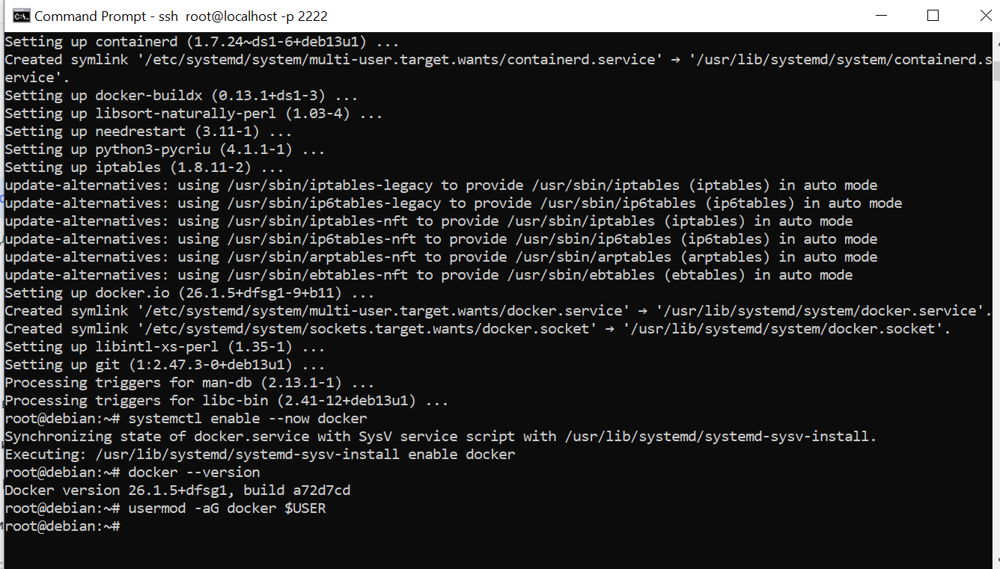 Command Prompt - ssh  root@localhost -p 2222
Setting up containerd (1.7.24~ds1-6+deb13u1) ...
Created symlink '/etc/systemd/system/multi-user.target.wants/containerd.service' → '/usr/lib/systemd/system/containerd.s
ervice'.
Setting up docker-buildx (0.13.1+ds1-3) ...
Setting up libsort-naturally-perl (1.03-4) ...
Setting up needrestart (3.11-1) ...
Setting up python3-pycriu (4.1.1-1) ...
Setting up iptables (1.8.11-2) ...
update-alternatives: using /usr/sbin/iptables-legacy to provide /usr/sbin/iptables (iptables) in auto mode
update-alternatives: using /usr/sbin/ip6tables-legacy to provide /usr/sbin/ip6tables (ip6tables) in auto mode
update-alternatives: using /usr/sbin/iptables-nft to provide /usr/sbin/iptables (iptables) in auto mode
update-alternatives: using /usr/sbin/ip6tables-nft to provide /usr/sbin/ip6tables (ip6tables) in auto mode
update-alternatives: using /usr/sbin/arptables-nft to provide /usr/sbin/arptables (arptables) in auto mode
update-alternatives: using /usr/sbin/ebtables-nft to provide /usr/sbin/ebtables (ebtables) in auto mode
Setting up docker.io (26.1.5+dfsg1-9+b11) ...
Created symlink '/etc/systemd/system/multi-user.target.wants/docker.service' → '/usr/lib/systemd/system/docker.service'.
Created symlink '/etc/systemd/system/sockets.target.wants/docker.socket' → '/usr/lib/systemd/system/docker.socket'.
Setting up libintl-xs-perl (1.35-1) ...
Setting up git (1:2.47.3-0+deb13u1) ...
Processing triggers for man-db (2.13.1-1) ...
Processing triggers for libc-bin (2.41-12+deb13u1) ...
root@debian:~# systemctl enable --now docker
Synchronizing state of docker.service with SysV service script with /usr/lib/systemd/systemd-sysv-install.
Executing: /usr/lib/systemd/systemd-sysv-install enable docker
root@debian:~# docker --version
Docker version 26.1.5+dfsg1, build a72d7cd
root@debian:~# usermod -aG docker $USER
root@debian:~#